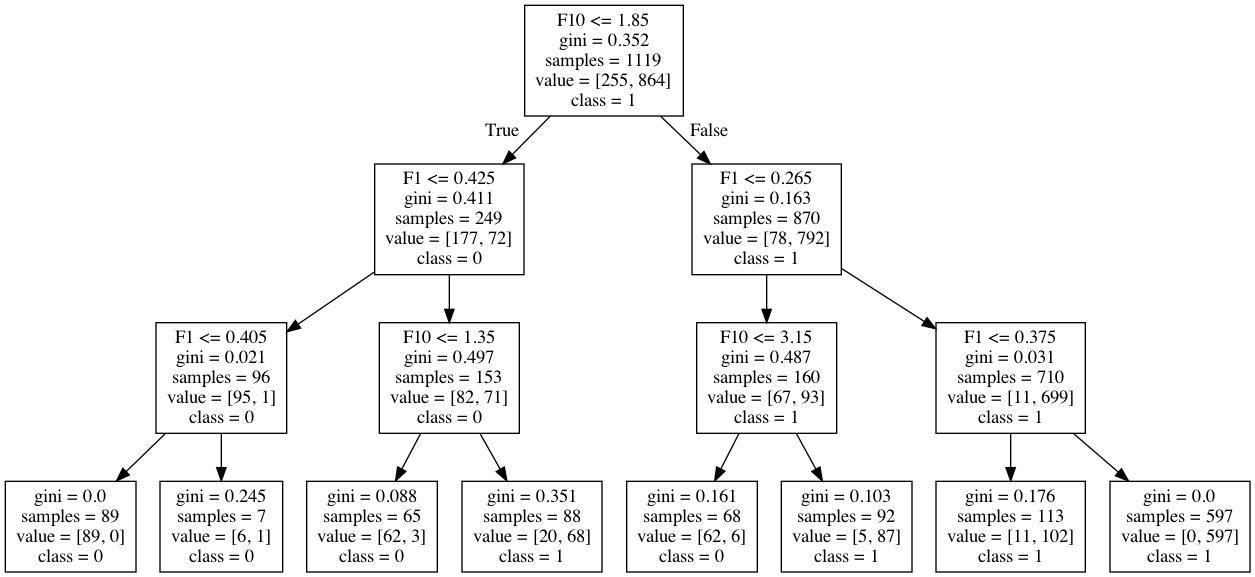 F10 <= 1.85
gini = 0.352
samples = 1119
value = [255, 864]
class = 1
True
False
F1 <= 0.425
gini = 0.411
samples = 249
value = [177, 72]
class = 0
F1 <= 0.265
gini = 0.163
samples = 870
value = [78, 792]
class = 1
F1 <= 0.405
gini = 0.021
samples = 96
value = [95, 1]
class = 0
F10 <= 1.35
gini = 0.497
samples = 153
value = [82, 71]
class = 0
F10 <= 3.15
gini = 0.487
samples = 160
value = [67, 93]
class = 1
F1 <= 0.375
gini = 0.031
samples = 710
value = [11, 699]
class = 1
gini = 0.0
samples = 89
value = [89, 0]
class = 0
gini = 0.245
samples = 7
value = [6, 1]
class = 0
gini = 0.088
samples = 65
value = [62, 3]
class = 0
gini = 0.351
samples = 88
value = [20, 68]
class = 1
gini = 0.161
samples = 68
value = [62, 6]
class = 0
gini = 0.103
samples = 92
value = [5, 87]
class = 1
gini = 0.176
samples = 113
value = [11, 102]
class = 1
gini = 0.0
samples = 597
value = [0, 597]
class = 1